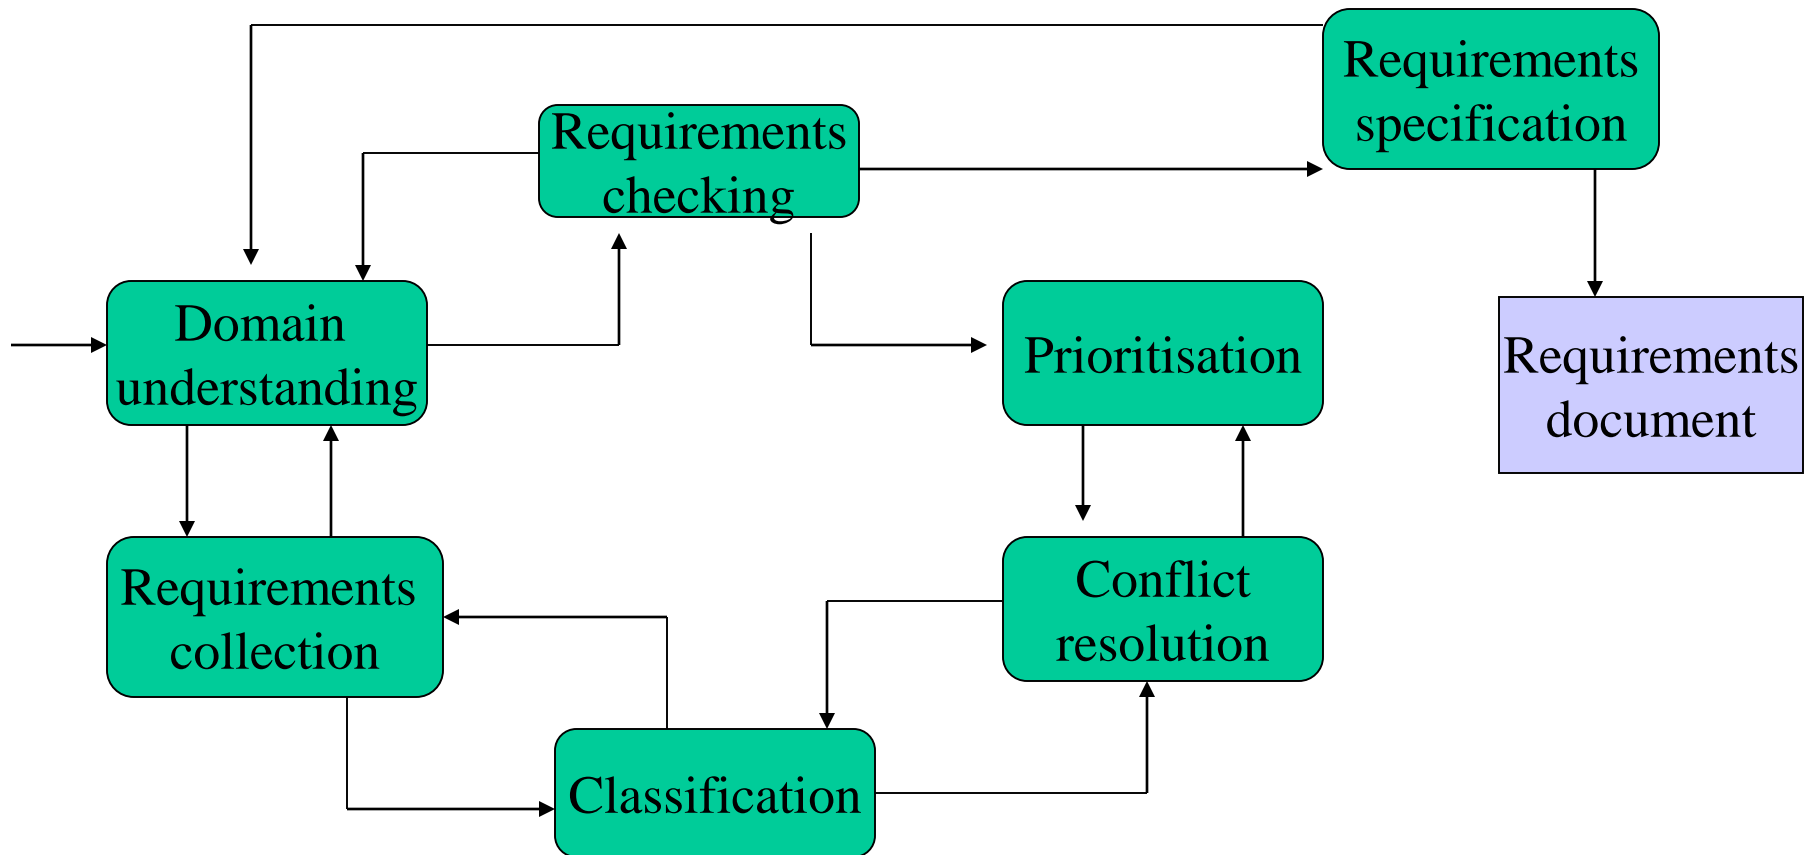 Requirements
specification
Requirements
checking
Domain
understanding
Prioritisation
Requirements
document
Requirements
collection
Conflict
resolution
Classification